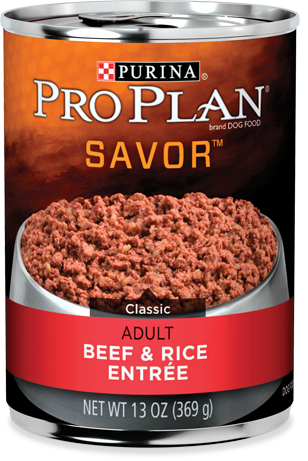 PURINA®
PRO PLAN®
brand DOG FOOD
SAVOR™
Classic
ADULT
BEEF & RICE
ENTRÉE
NET WT 13 OZ (369 g)